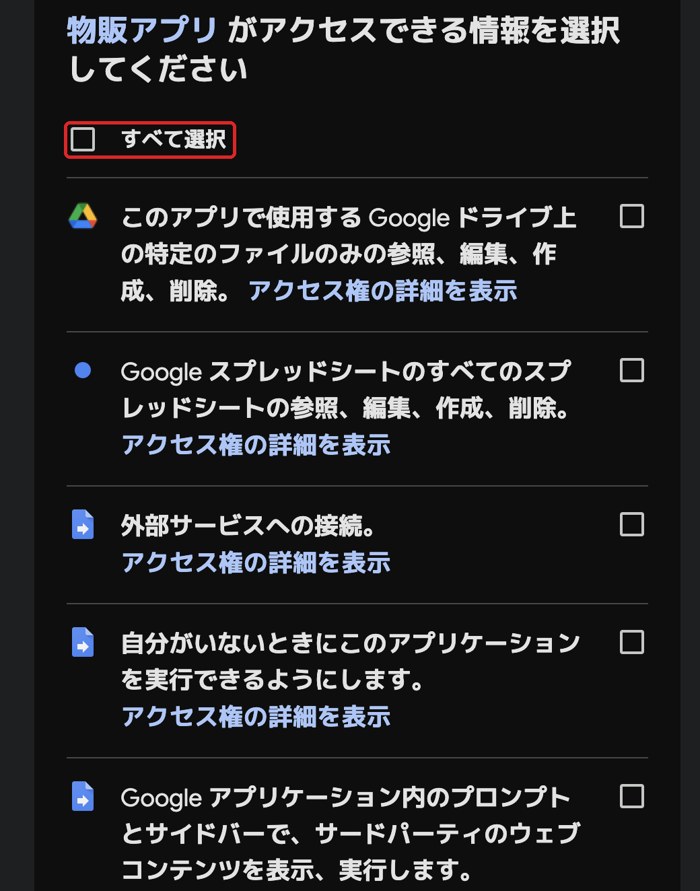 物販アプリ がアクセスできる情報を選択
してください
すべて選択
このアプリで使用する Google ドライブ上
の特定のファイルのみの参照、編集、作
成、削除。 アクセス権の詳細を表示
Google スプレッドシートのすべてのスプ
レッドシートの参照、編集、作成、削除。
アクセス権の詳細を表示
外部サービスへの接続。
アクセス権の詳細を表示
自分がいないときにこのアプリケーション
を実行できるようにします。
アクセス権の詳細を表示
Google アプリケーション内のプロンプト
とサイドバーで、サードパーティのウェブ
コンテンツを表示、実行します。